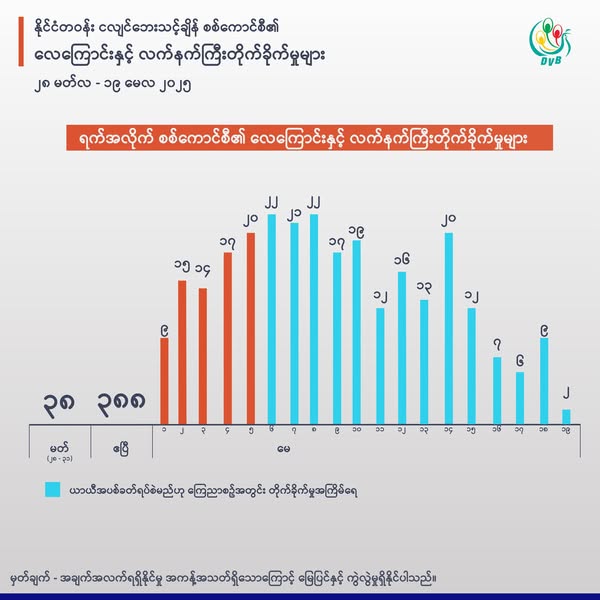 နိုင်ငံတဝန်း ငလျင်ဘေးသင့်ချိန် စစ်ကောင်စီ၏
လေကြောင်းနှင့် လက်နက်ကြီးတိုက်ခိုက်မှုများ
၂၈ မတ်လ - ၁၉ မေလ ၂၀၂၅
DVB
ရက်အလိုက် စစ်ကောင်စီ၏ လေကြောင်းနှင့် လက်နက်ကြီးတိုက်ခိုက်မှုများ
၃၈ ၃၈၈ ၉ ၁၅ ၁၄ ၁၇ ၂၀ ၂၂ ၂၁ ၂၂ ၁၇ ၁၉ ၁၂ ၁၆ ၁၃ ၂၀ ၁၂ ၇ ၆ ၉ ၂
၁ ၂ ၃ ၄ ၅ ၆ ၇ ၈ ၉ ၁၀ ၁၁ ၁၂ ၁၃ ၁၄ ၁၅ ၁၆ ၁၇ ၁၈ ၁၉
မတ် ဧပြီ မေ
(၂၈ - ၃၁)
ယာယီအပစ်ခတ်ရပ်စဲမည်ဟု ကြေညာစဥ်အတွင်း တိုက်ခိုက်မှုအကြိမ်ရေ
မှတ်ချက် - အချက်အလက်ရရှိနိုင်မှု အကန့်အသတ်ရှိသောကြောင့် မြေပြင်နှင့် ကွဲလွဲမှုရှိနိုင်ပါသည်။